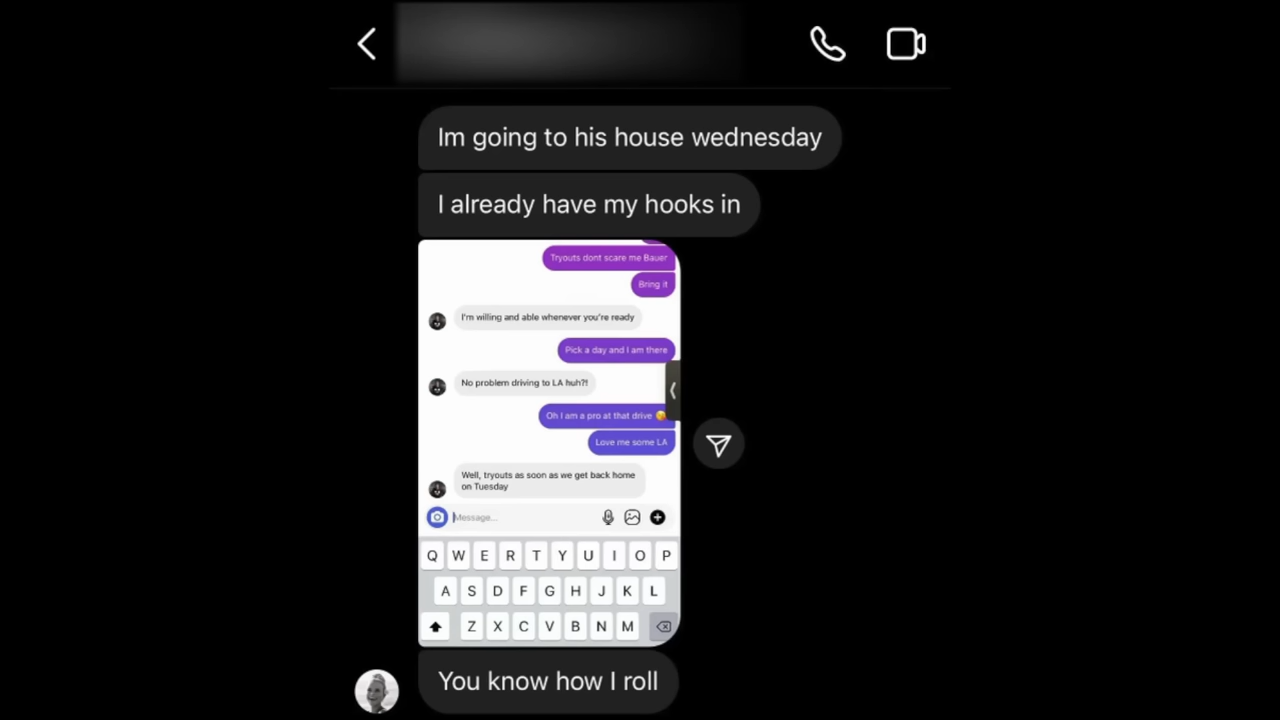 Im going to his house wednesday
I already have my hooks in
Tryouts dont scare me Bauer
Bring it
I'm willing and able whenever you're ready
Pick a day and I am there
No problem driving to LA huh?!
Oh I am a pro at that drive
Love me some LA
Well, tryouts as soon as we get back home
on Tuesday
Message...
Q W E R T Y U I O P
A S D F G H J K L
Z X C V B N M
You know how I roll